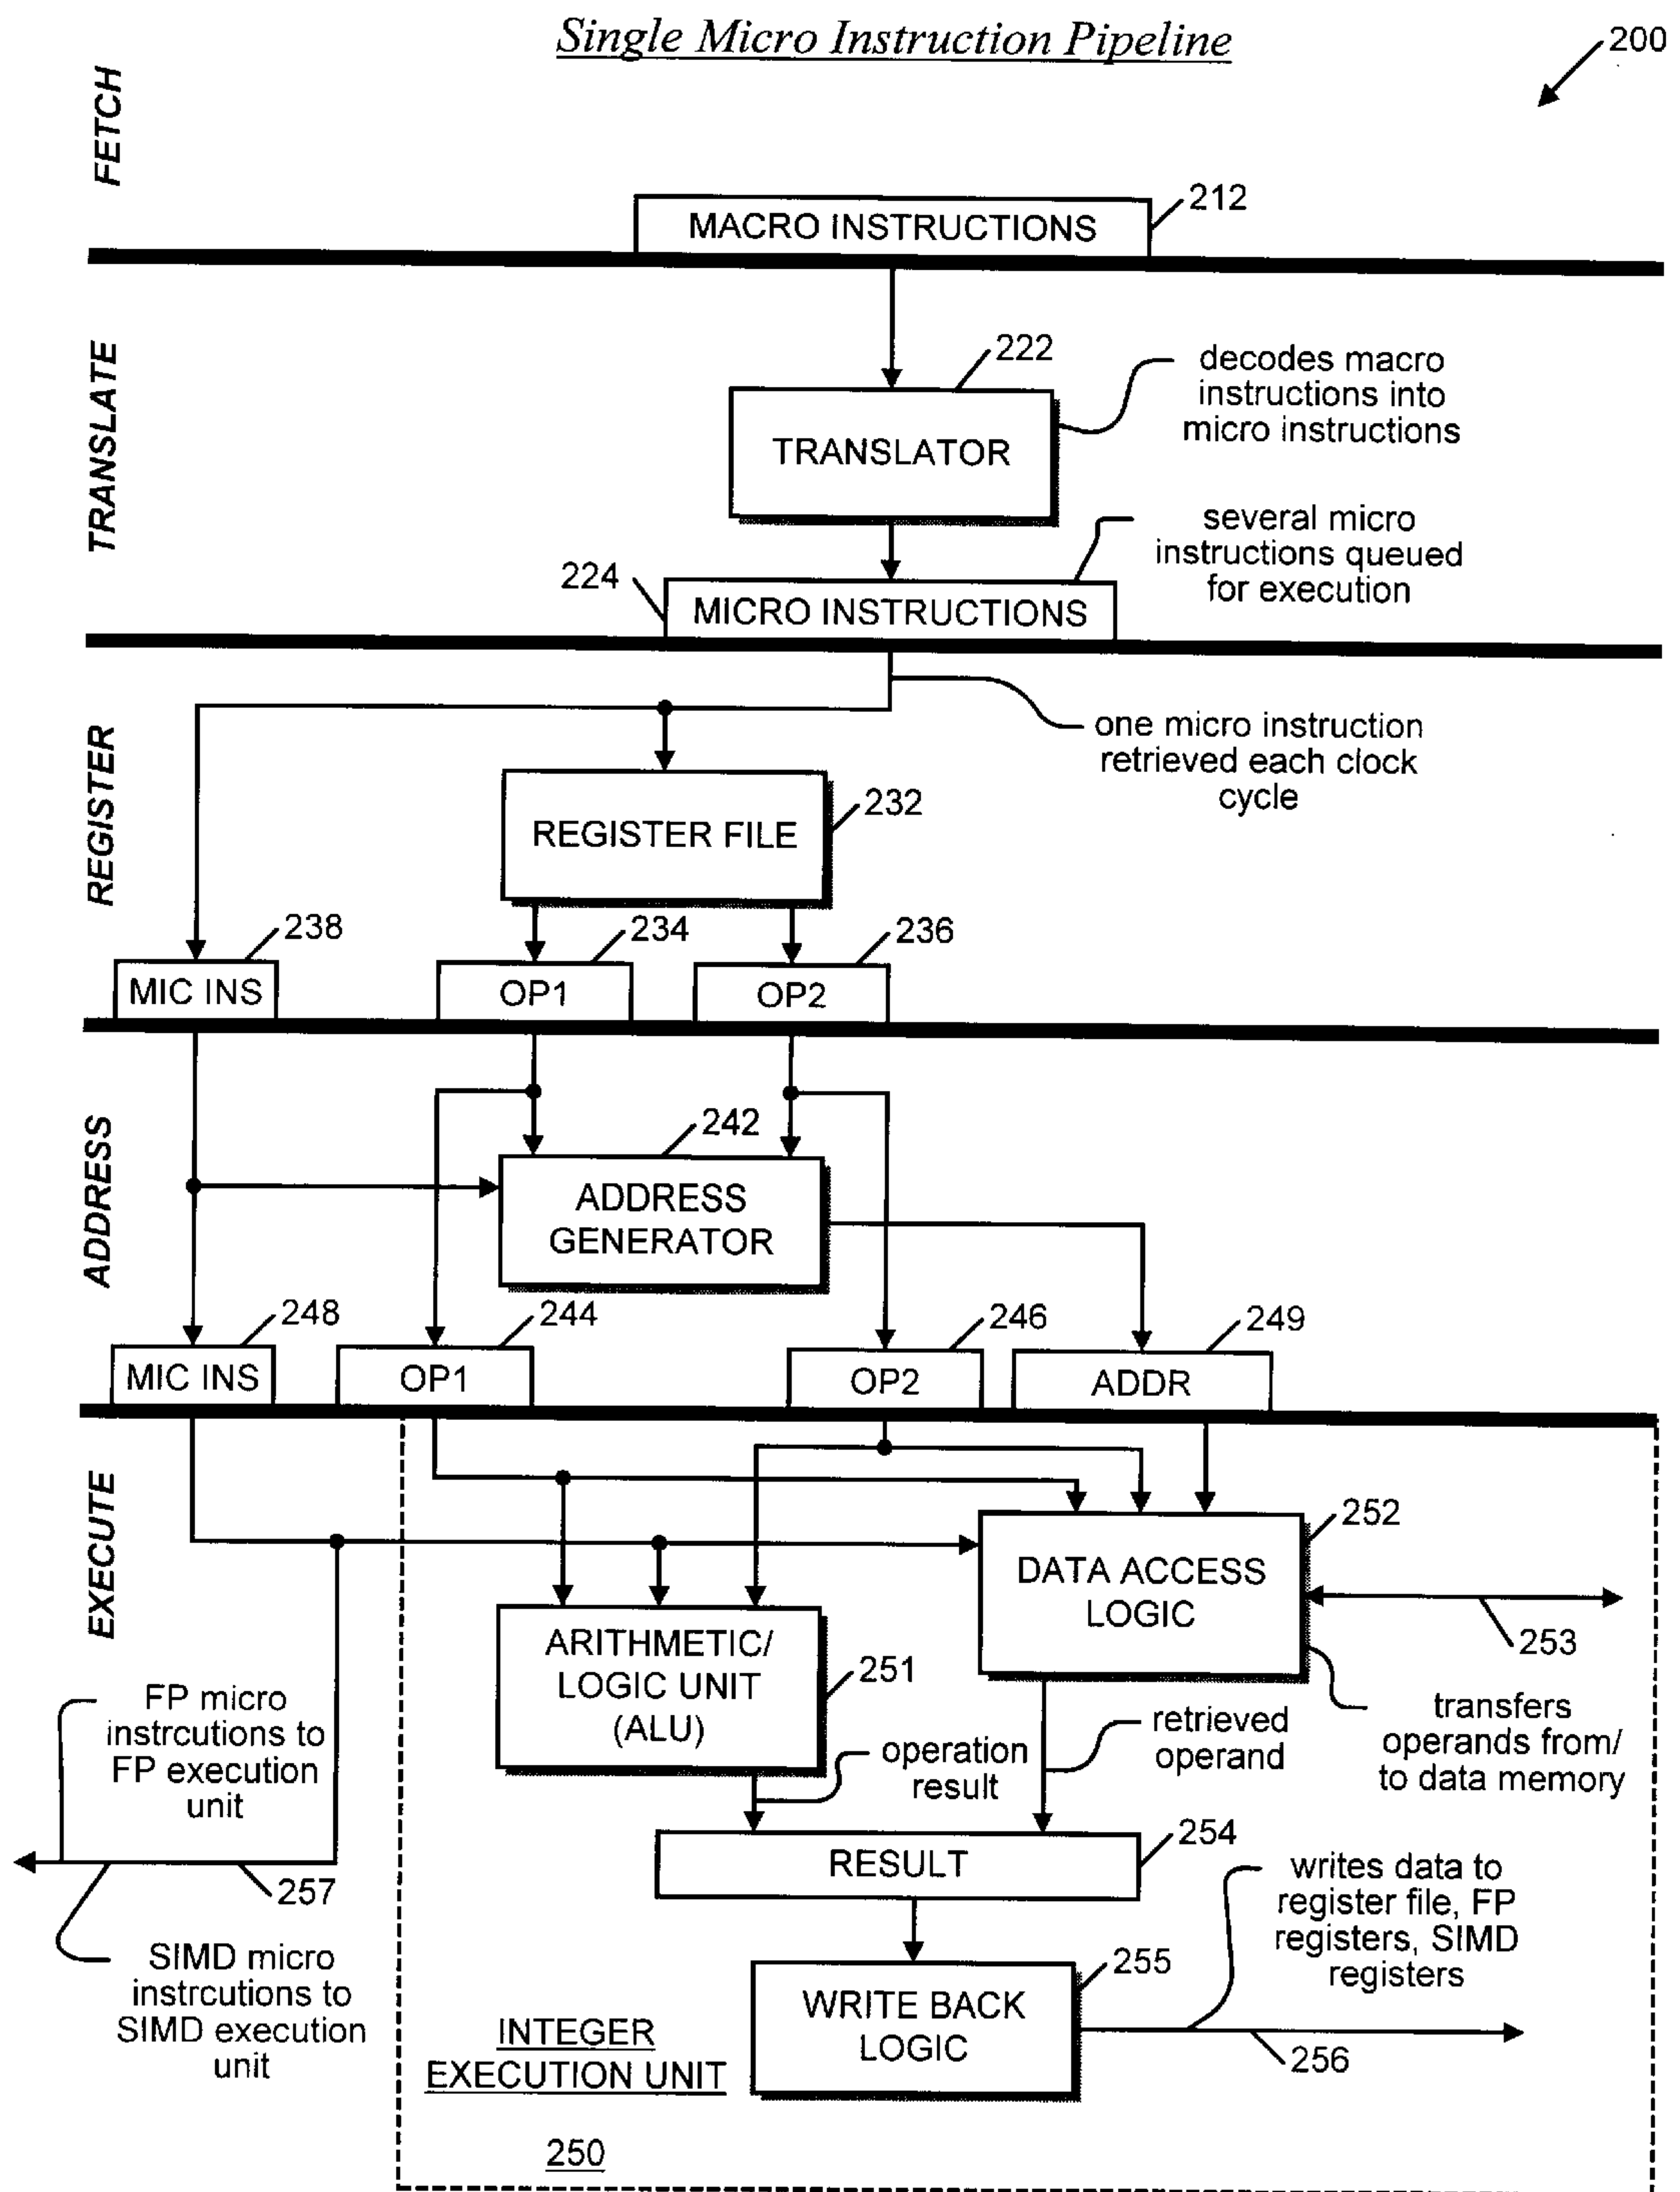 Single Micro Instruction Pipeline
200
FETCH
212
MACRO INSTRUCTIONS
TRANSLATE
222
TRANSLATOR
decodes macro
instructions into
micro instructions
several micro
instructions queued
for execution
224
MICRO INSTRUCTIONS
REGISTER
one micro instruction
retrieved each clock
cycle
REGISTER FILE
232
238
234
236
MIC INS
OP1
OP2
ADDRESS
242
ADDRESS
GENERATOR
248
244
246
249
MIC INS
OP1
OP2
ADDR
EXECUTE
252
DATA ACCESS
LOGIC
253
ARITHMETIC/
LOGIC UNIT
(ALU)
251
FP micro
instrcutions to
FP execution
unit
operation
result
retrieved
operand
transfers
operands from/
to data memory
RESULT
254
257
writes data to
register file, FP
registers, SIMD
registers
SIMD micro
instrcutions to
SIMD execution
unit
WRITE BACK
LOGIC
255
256
INTEGER
EXECUTION UNIT
250